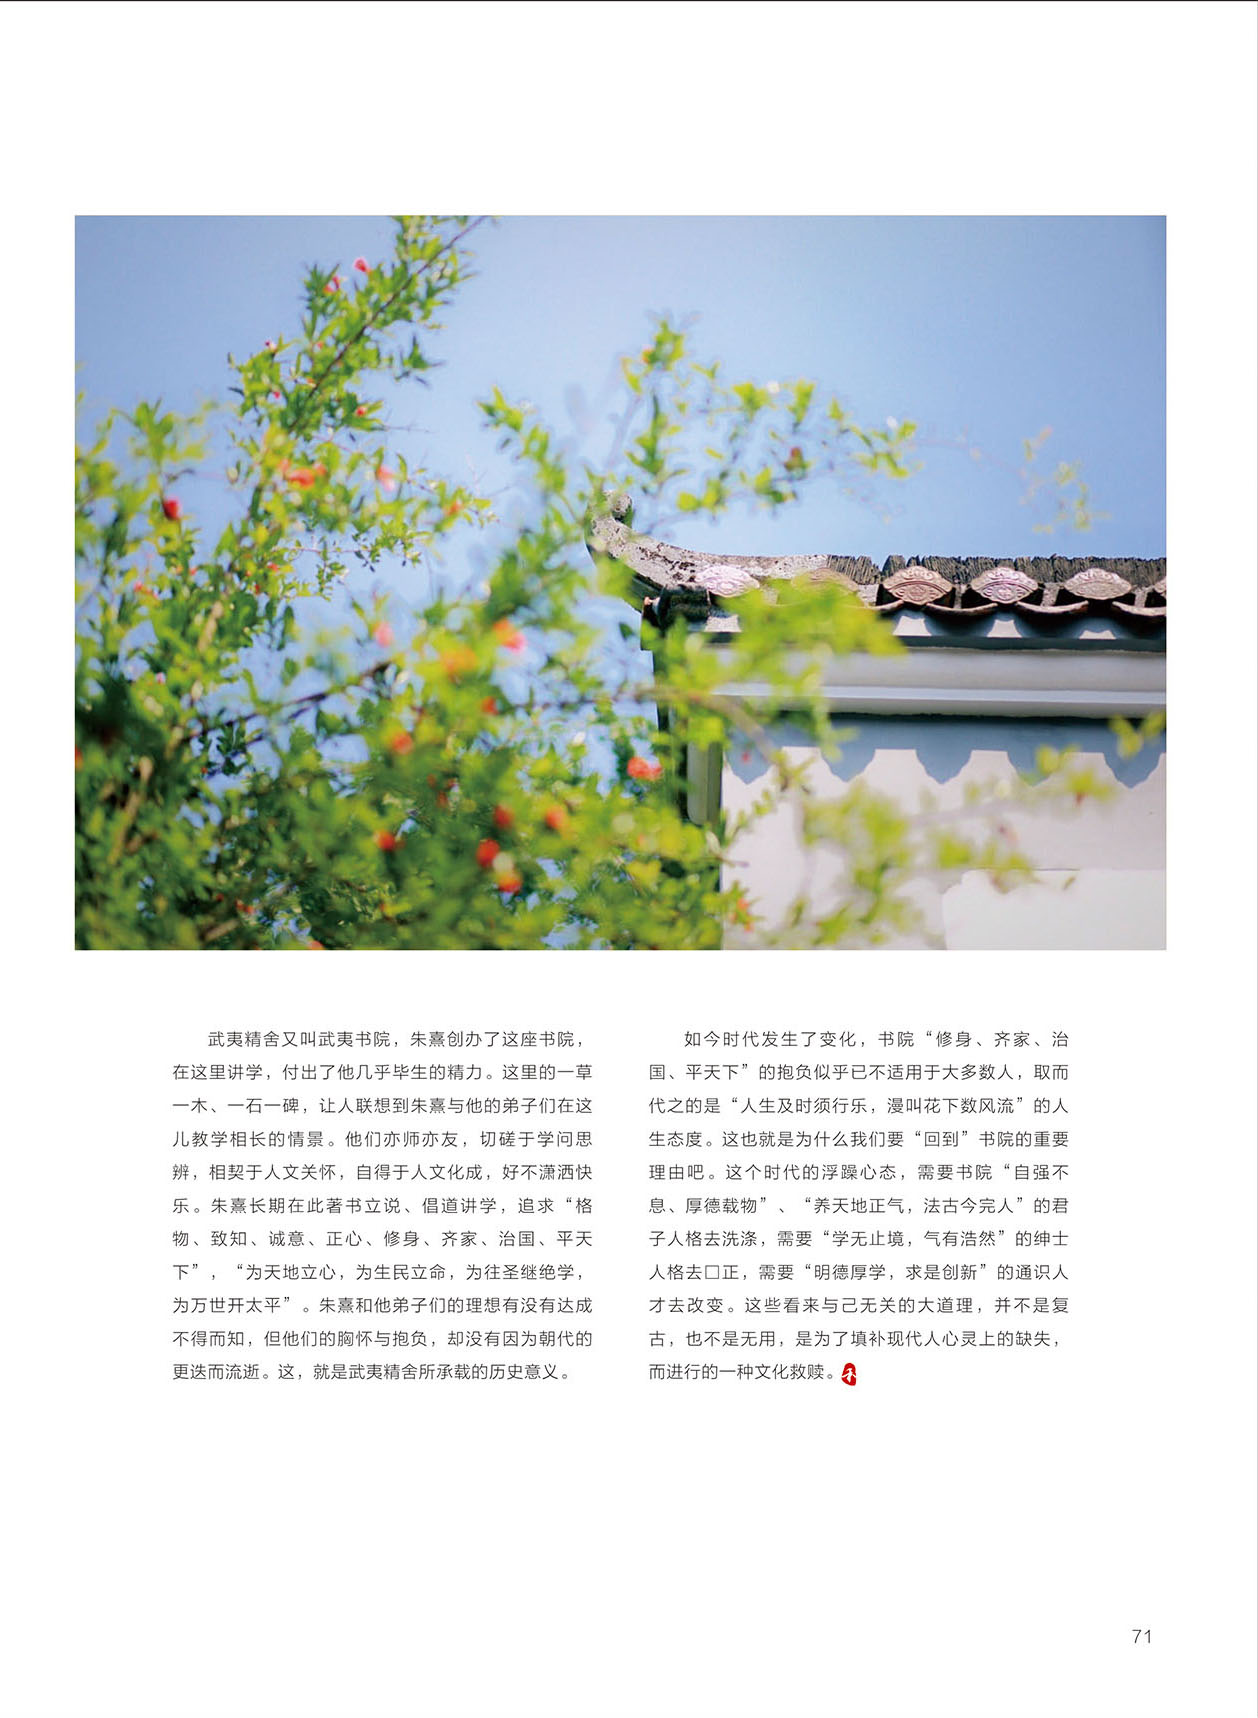 武夷精舍又叫武夷书院，朱熹创办了这座书院，
在这里讲学，付出了他几乎毕生的精力。这里的一草
一木、一石一碑，让人联想到朱熹与他的弟子们在这
儿教学相长的情景。他们亦师亦友，切磋于学问思
辨，相契于人文关怀，自得于人文化成，好不潇洒快
乐。朱熹长期在此著书立说、倡道讲学，追求“格
物、致知、诚意、正心、修身、齐家、治国、平天
下”，“为天地立心，为生民立命，为往圣继绝学，
为万世开太平”。朱熹和他弟子们的理想有没有达成
不得而知，但他们的胸怀与抱负，却没有因为朝代的
更迭而流逝。这，就是武夷精舍所承载的历史意义。
如今时代发生了变化，书院“修身、齐家、治
国、平天下”的抱负似乎已不适用于大多数人，取而
代之的是“人生及时须行乐，漫叫花下数风流”的人
生态度。这也就是为什么我们要“回到”书院的重要
理由吧。这个时代的浮躁心态，需要书院“自强不
息、厚德载物”、“养天地正气，法古今完人”的君
子人格去洗涤，需要“学无止境，气有浩然”的绅士
人格去□正，需要“明德厚学，求是创新”的通识人
才去改变。这些看来与己无关的大道理，并不是复
古，也不是无用，是为了填补现代人心灵上的缺失，
而进行的一种文化救赎。
71